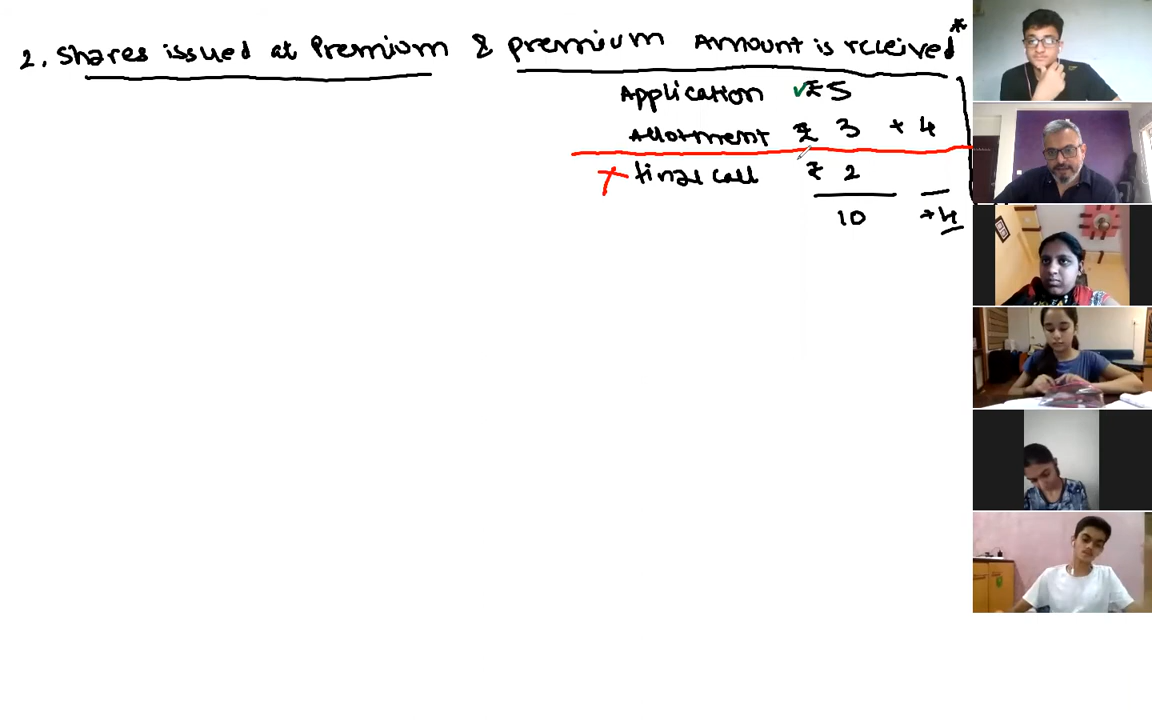 2. Shares issued at Premium & premium Amount is received *
Application ✓ ₹ 5
Allotment ₹ 3 + 4
✗ final call ₹ 2
10 +4